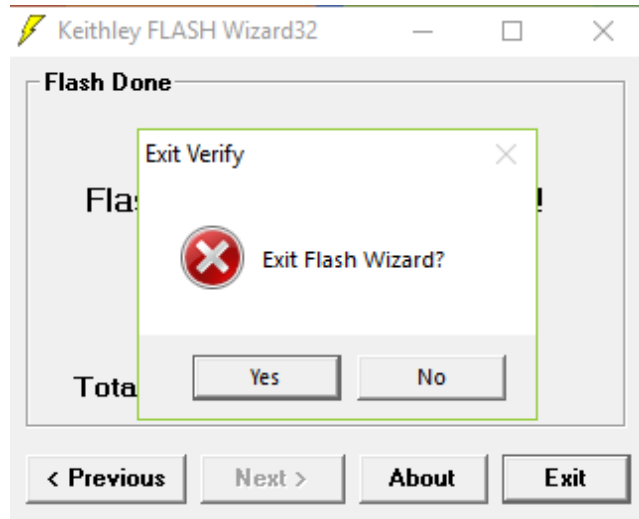 Keithley FLASH Wizard32
Flash Done
Exit Verify
Exit Flash Wizard?
Yes No
< Previous Next > About Exit